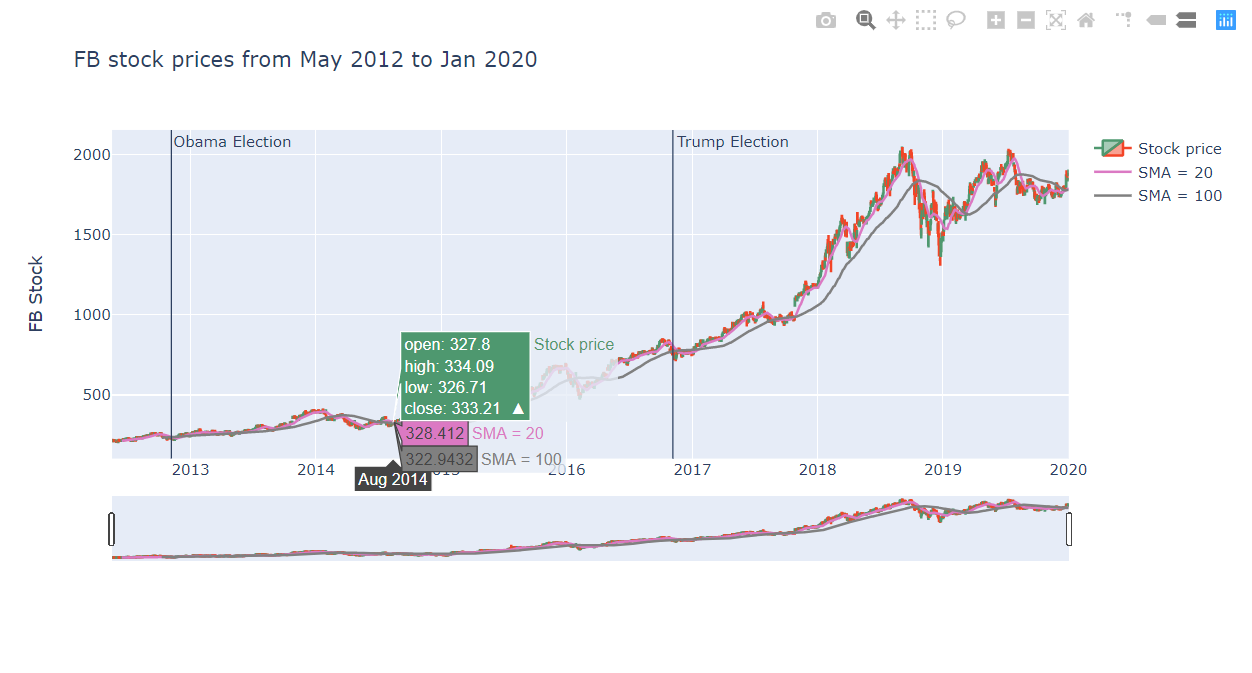 FB stock prices from May 2012 to Jan 2020
Obama Election
Trump Election
Stock price
SMA = 20
SMA = 100
2000
1500
1000
500
FB Stock
open: 327.8
high: 334.09
low: 326.71
close: 333.21 ▲
Stock price
328.412 SMA = 20
322.9432 SMA = 100
2013 2014 2016 2017 2018 2019 2020
Aug 2014